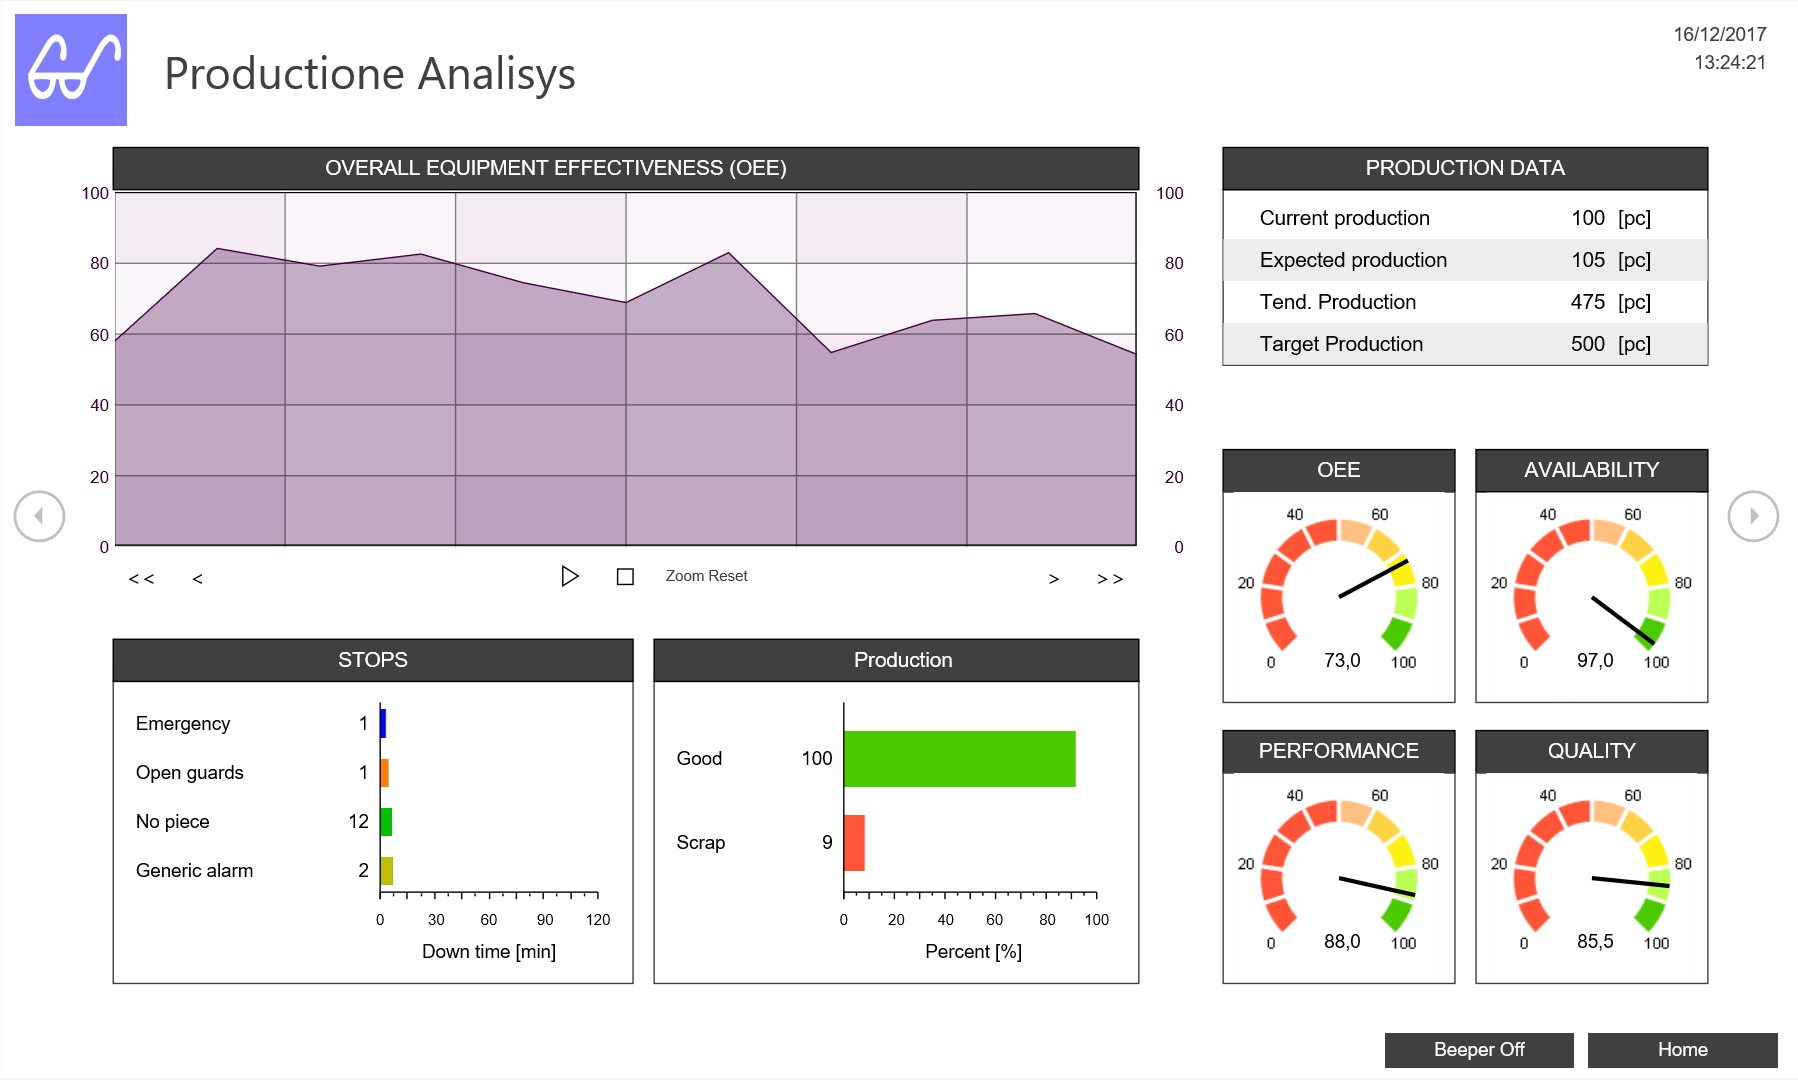 Productione Analisys
16/12/2017
13:24:21
OVERALL EQUIPMENT EFFECTIVENESS (OEE)
100
80
60
40
20
0
100
80
60
40
20
0
<< < Zoom Reset > >>
PRODUCTION DATA
Current production 100 [pc]
Expected production 105 [pc]
Tend. Production 475 [pc]
Target Production 500 [pc]
OEE
40 60
20 80
0 73,0 100
AVAILABILITY
40 60
20 80
0 97,0 100
STOPS
Emergency 1
Open guards 1
No piece 12
Generic alarm 2
0 30 60 90 120
Down time [min]
Production
Good 100
Scrap 9
0 20 40 60 80 100
Percent [%]
PERFORMANCE
40 60
20 80
0 88,0 100
QUALITY
40 60
20 80
0 85,5 100
Beeper Off
Home